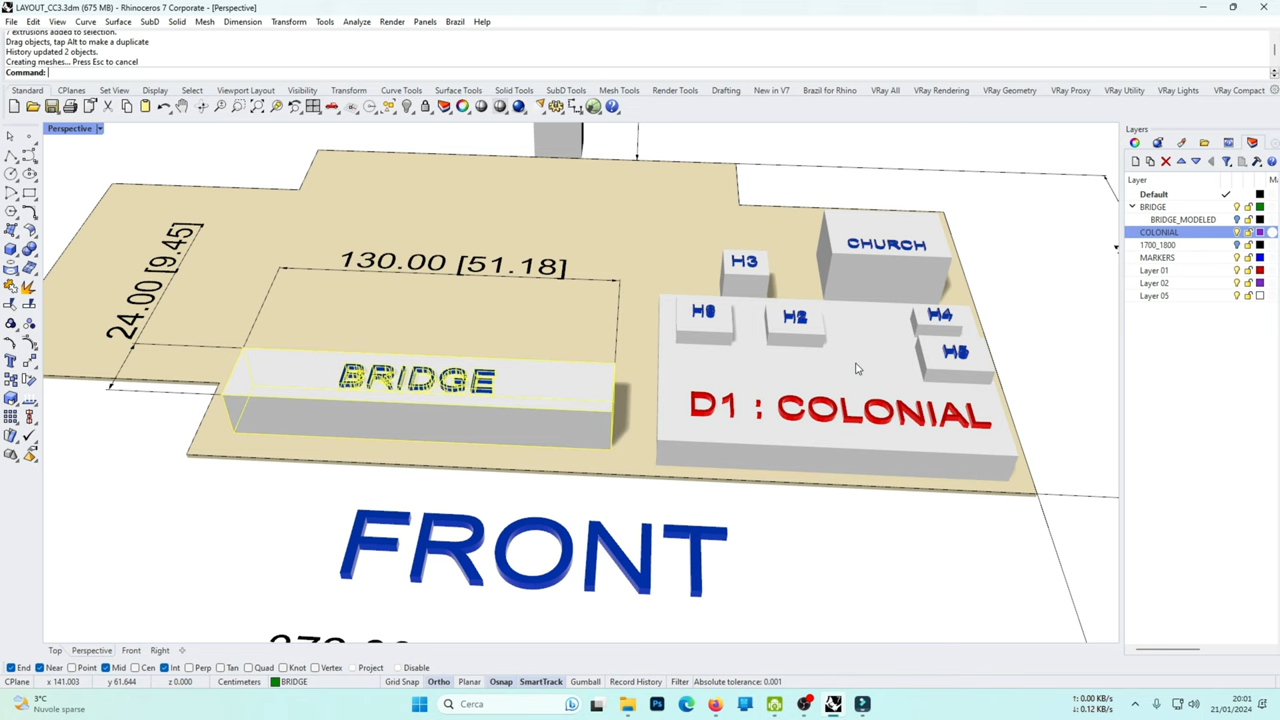 LAYOUT_CC3.3dm (675 MB) - Rhinoceros 7 Corporate - [Perspective]
File Edit View Curve Surface SubD Solid Mesh Dimension Transform Tools Analyze Render Panels Brazil Help
7 extrusions added to selection.
Drag objects, tap Alt to make a duplicate
History updated 2 objects.
Creating meshes... Press Esc to cancel
Command:
Standard CPlanes Set View Display Select Viewport Layout Visibility Transform Curve Tools Surface Tools Solid Tools SubD Tools Mesh Tools Render Tools Drafting New in V7 Brazil for Rhino VRay All VRay Rendering VRay Geometry VRay Proxy VRay Utility VRay Lights VRay Compact
Perspective
Layers
Layer
Default
BRIDGE
BRIDGE_MODELED
COLONIAL
1700_1800
MARKERS
Layer 01
Layer 02
Layer 05
CHURCH
H3
130.00 [51.18]
24.00 [9.45]
H2
H4
H5
BRIDGE
D1 : COLONIAL
FRONT
Top Perspective Front Right
End Near Point Mid Cen Int Perp Tan Quad Knot Vertex Project Disable
CPlane x 141.003 y 61.644 z 0.000 Centimeters BRIDGE Grid Snap Ortho Planar Osnap SmartTrack Gumball Record History Filter Absolute tolerance: 0.001
3°C
Nuvole sparse
Cerca
↑: 0.00 KB/s
↓: 0.12 KB/s
20:01
21/01/2024